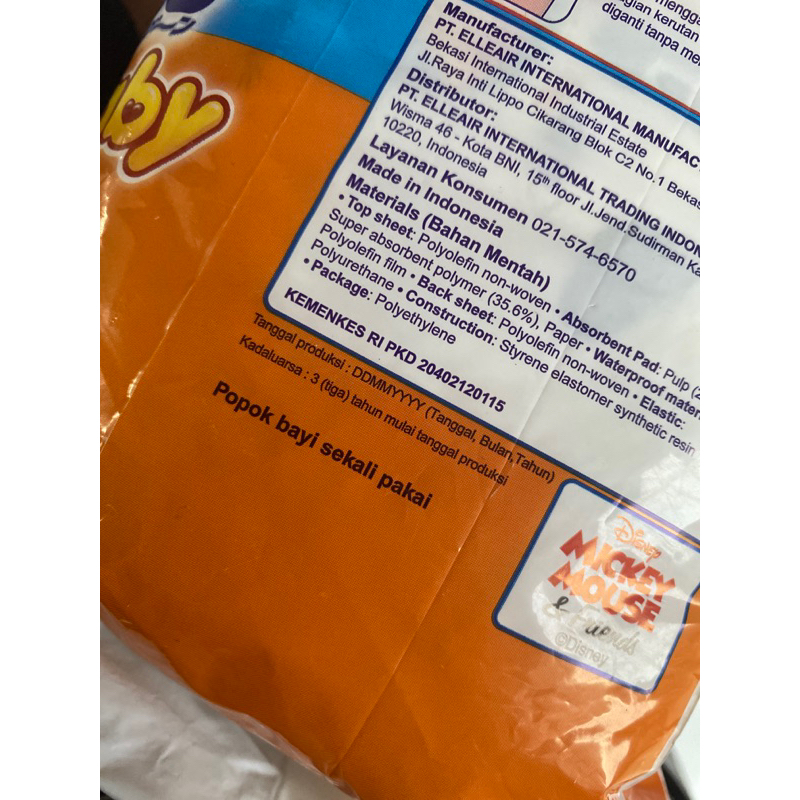 by
diganti tanpa
Manufacturer:
PT. ELLEAIR INTERNATIONAL
Bekasi International Industrial Estate
Jl.Raya Inti Lippo Cikarang Blok C2 No.1
Distributor:
PT. ELLEAIR INTERNATIONAL TRADING
Wisma 46 - Kota BNI, 15th floor Jl.Jend.Sudirman
10220, Indonesia
Layanan Konsumen 021-574-6570
Made in Indonesia
Materials (Bahan Mentah)
• Top sheet: Polyolefin non-woven • Absorbent Pad: Pulp
Super absorbent polymer (35,6%), Paper • Waterproof
Polyolefin film • Back sheet: Polyolefin non-woven • Elastic:
Polyurethane • Construction: Styrene elastomer synthetic resin
• Package: Polyethylene
KEMENKES RI PKD 20402120115
Tanggal produksi : DDMMYYYY (Tanggal, Bulan,Tahun)
Kadaluarsa : 3 (tiga) tahun mulai tanggal produksi
Popok bayi sekali pakai
Disney
MICKEY
MOUSE
& Friends
©Disney